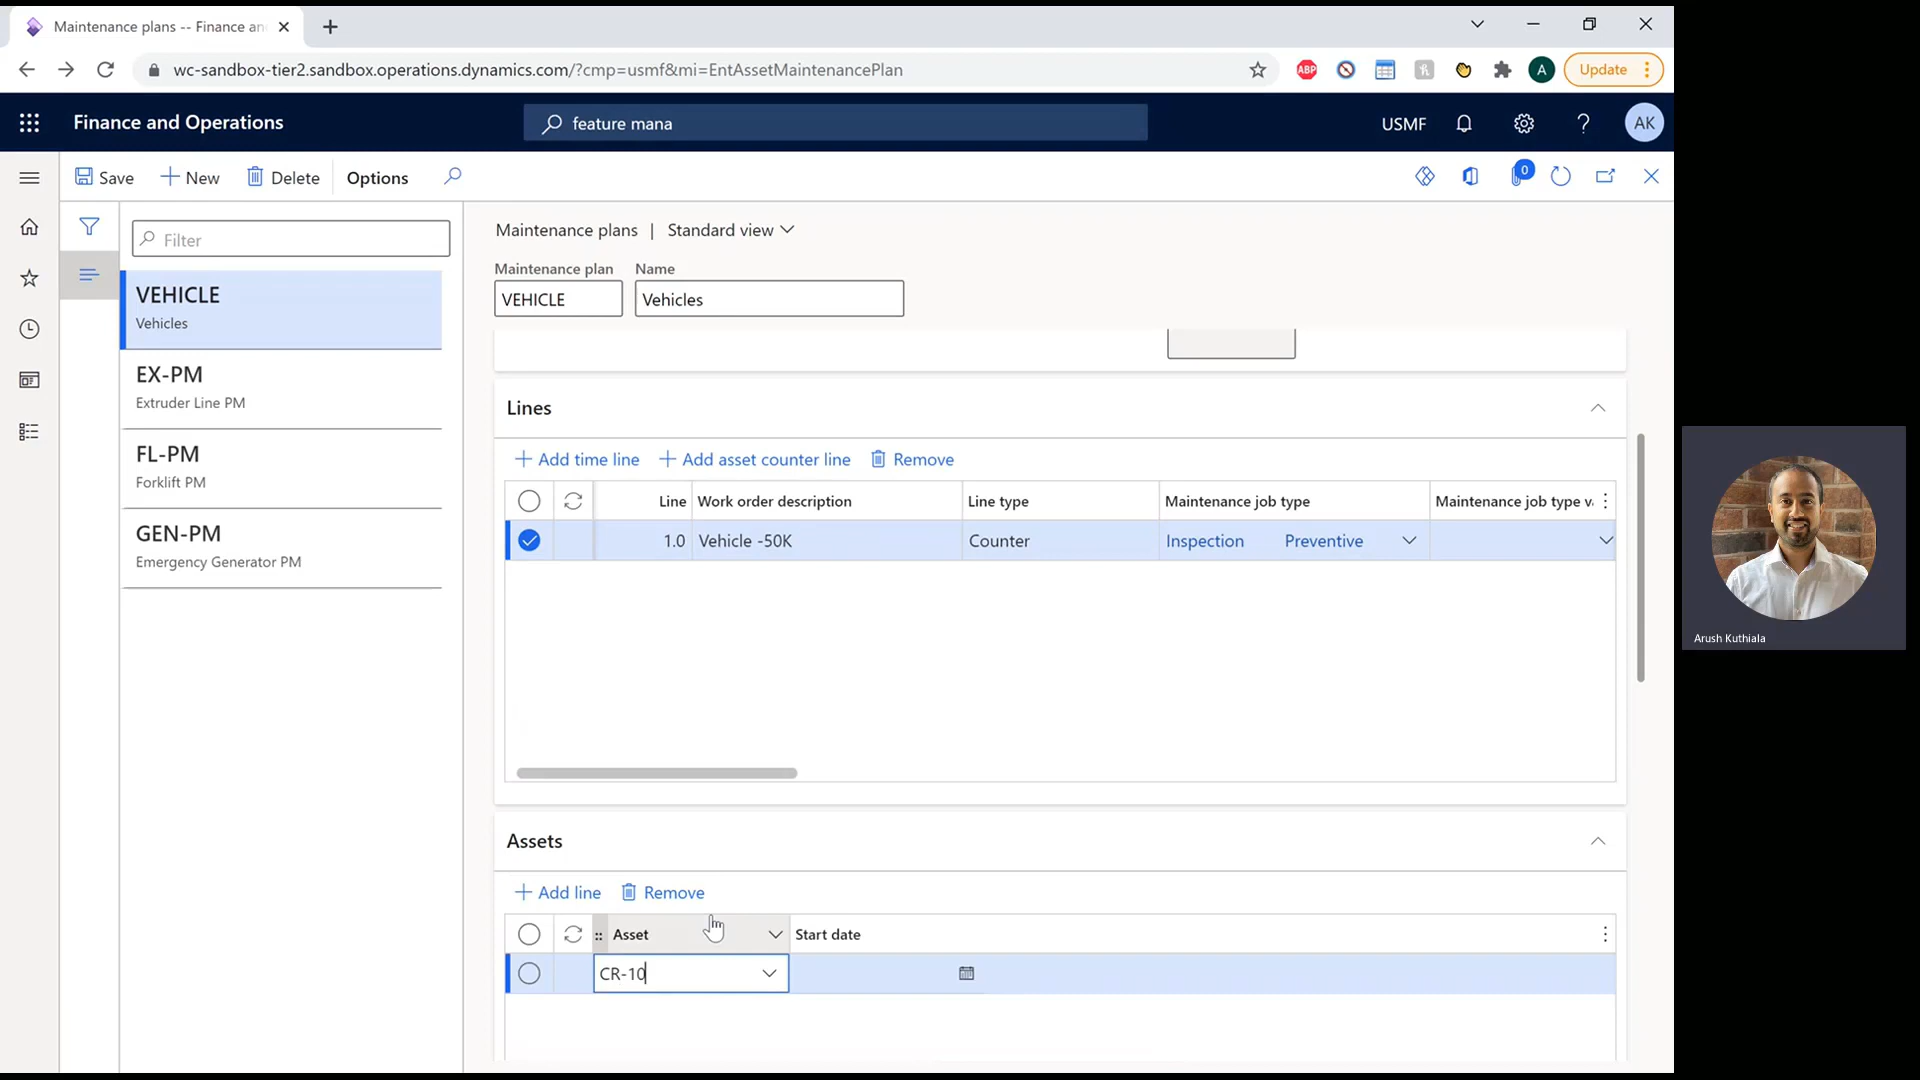 Maintenance plans -- Finance an
wc-sandbox-tier2.sandbox.operations.dynamics.com/?cmp=usmf&mi=EntAssetMaintenancePlan
ABP
A
Update
Finance and Operations
feature mana
USMF
AK
Save
New
Delete
Options
0
Filter
VEHICLE
Vehicles
EX-PM
Extruder Line PM
FL-PM
Forklift PM
GEN-PM
Emergency Generator PM
Maintenance plans | Standard view
Maintenance plan Name
VEHICLE Vehicles
Lines
Add time line Add asset counter line Remove
Line Work order description Line type Maintenance job type Maintenance job type v
1.0 Vehicle -50K Counter Inspection Preventive
Assets
Add line Remove
Asset Start date
CR-10
Arush Kuthiala